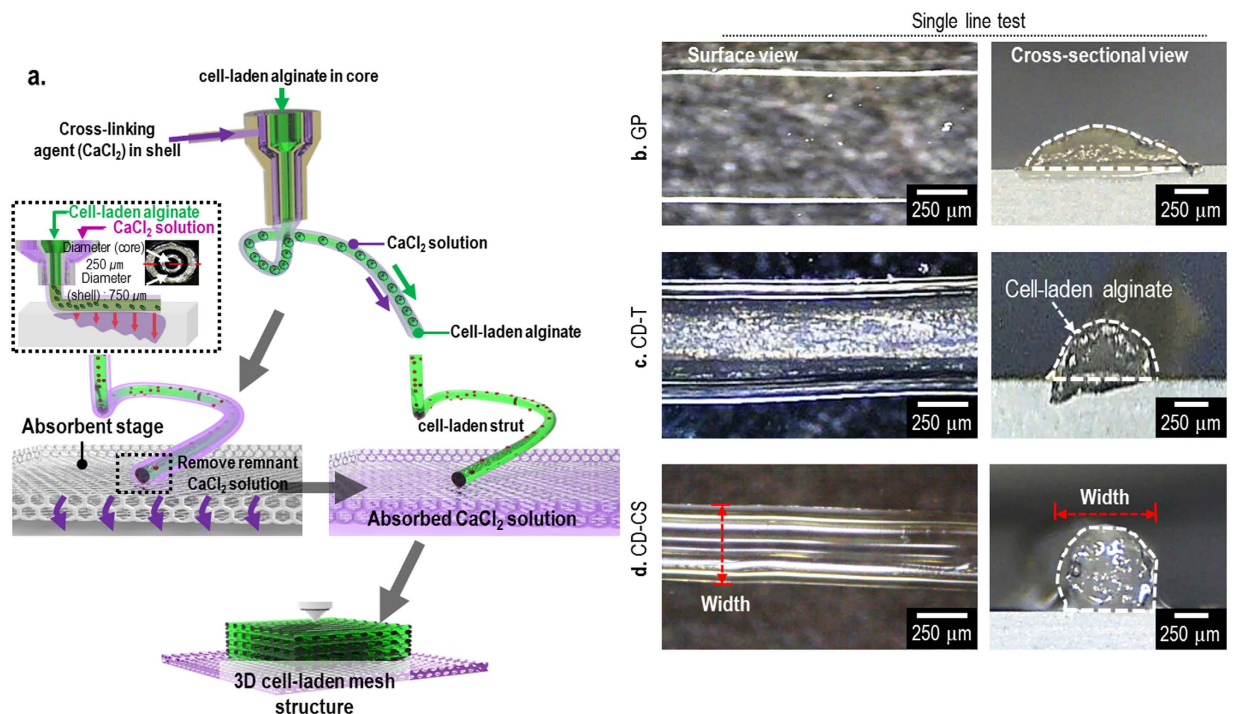 a.
cell-laden alginate in core
Cross-linking
agent (CaCl₂) in shell
Cell-laden alginate
CaCl₂ solution
Diameter (core)
250 μm
Diameter
(shell) : 750 μm
CaCl₂ solution
Cell-laden alginate
Absorbent stage
Remove remnant
CaCl₂ solution
cell-laden strut
Absorbed CaCl₂ solution
3D cell-laden mesh
structure
Single line test
Surface view
Cross-sectional view
b. GP
250 μm
250 μm
c. CD-T
Cell-laden alginate
250 μm
250 μm
d. CD-CS
Width
Width
250 μm
250 μm